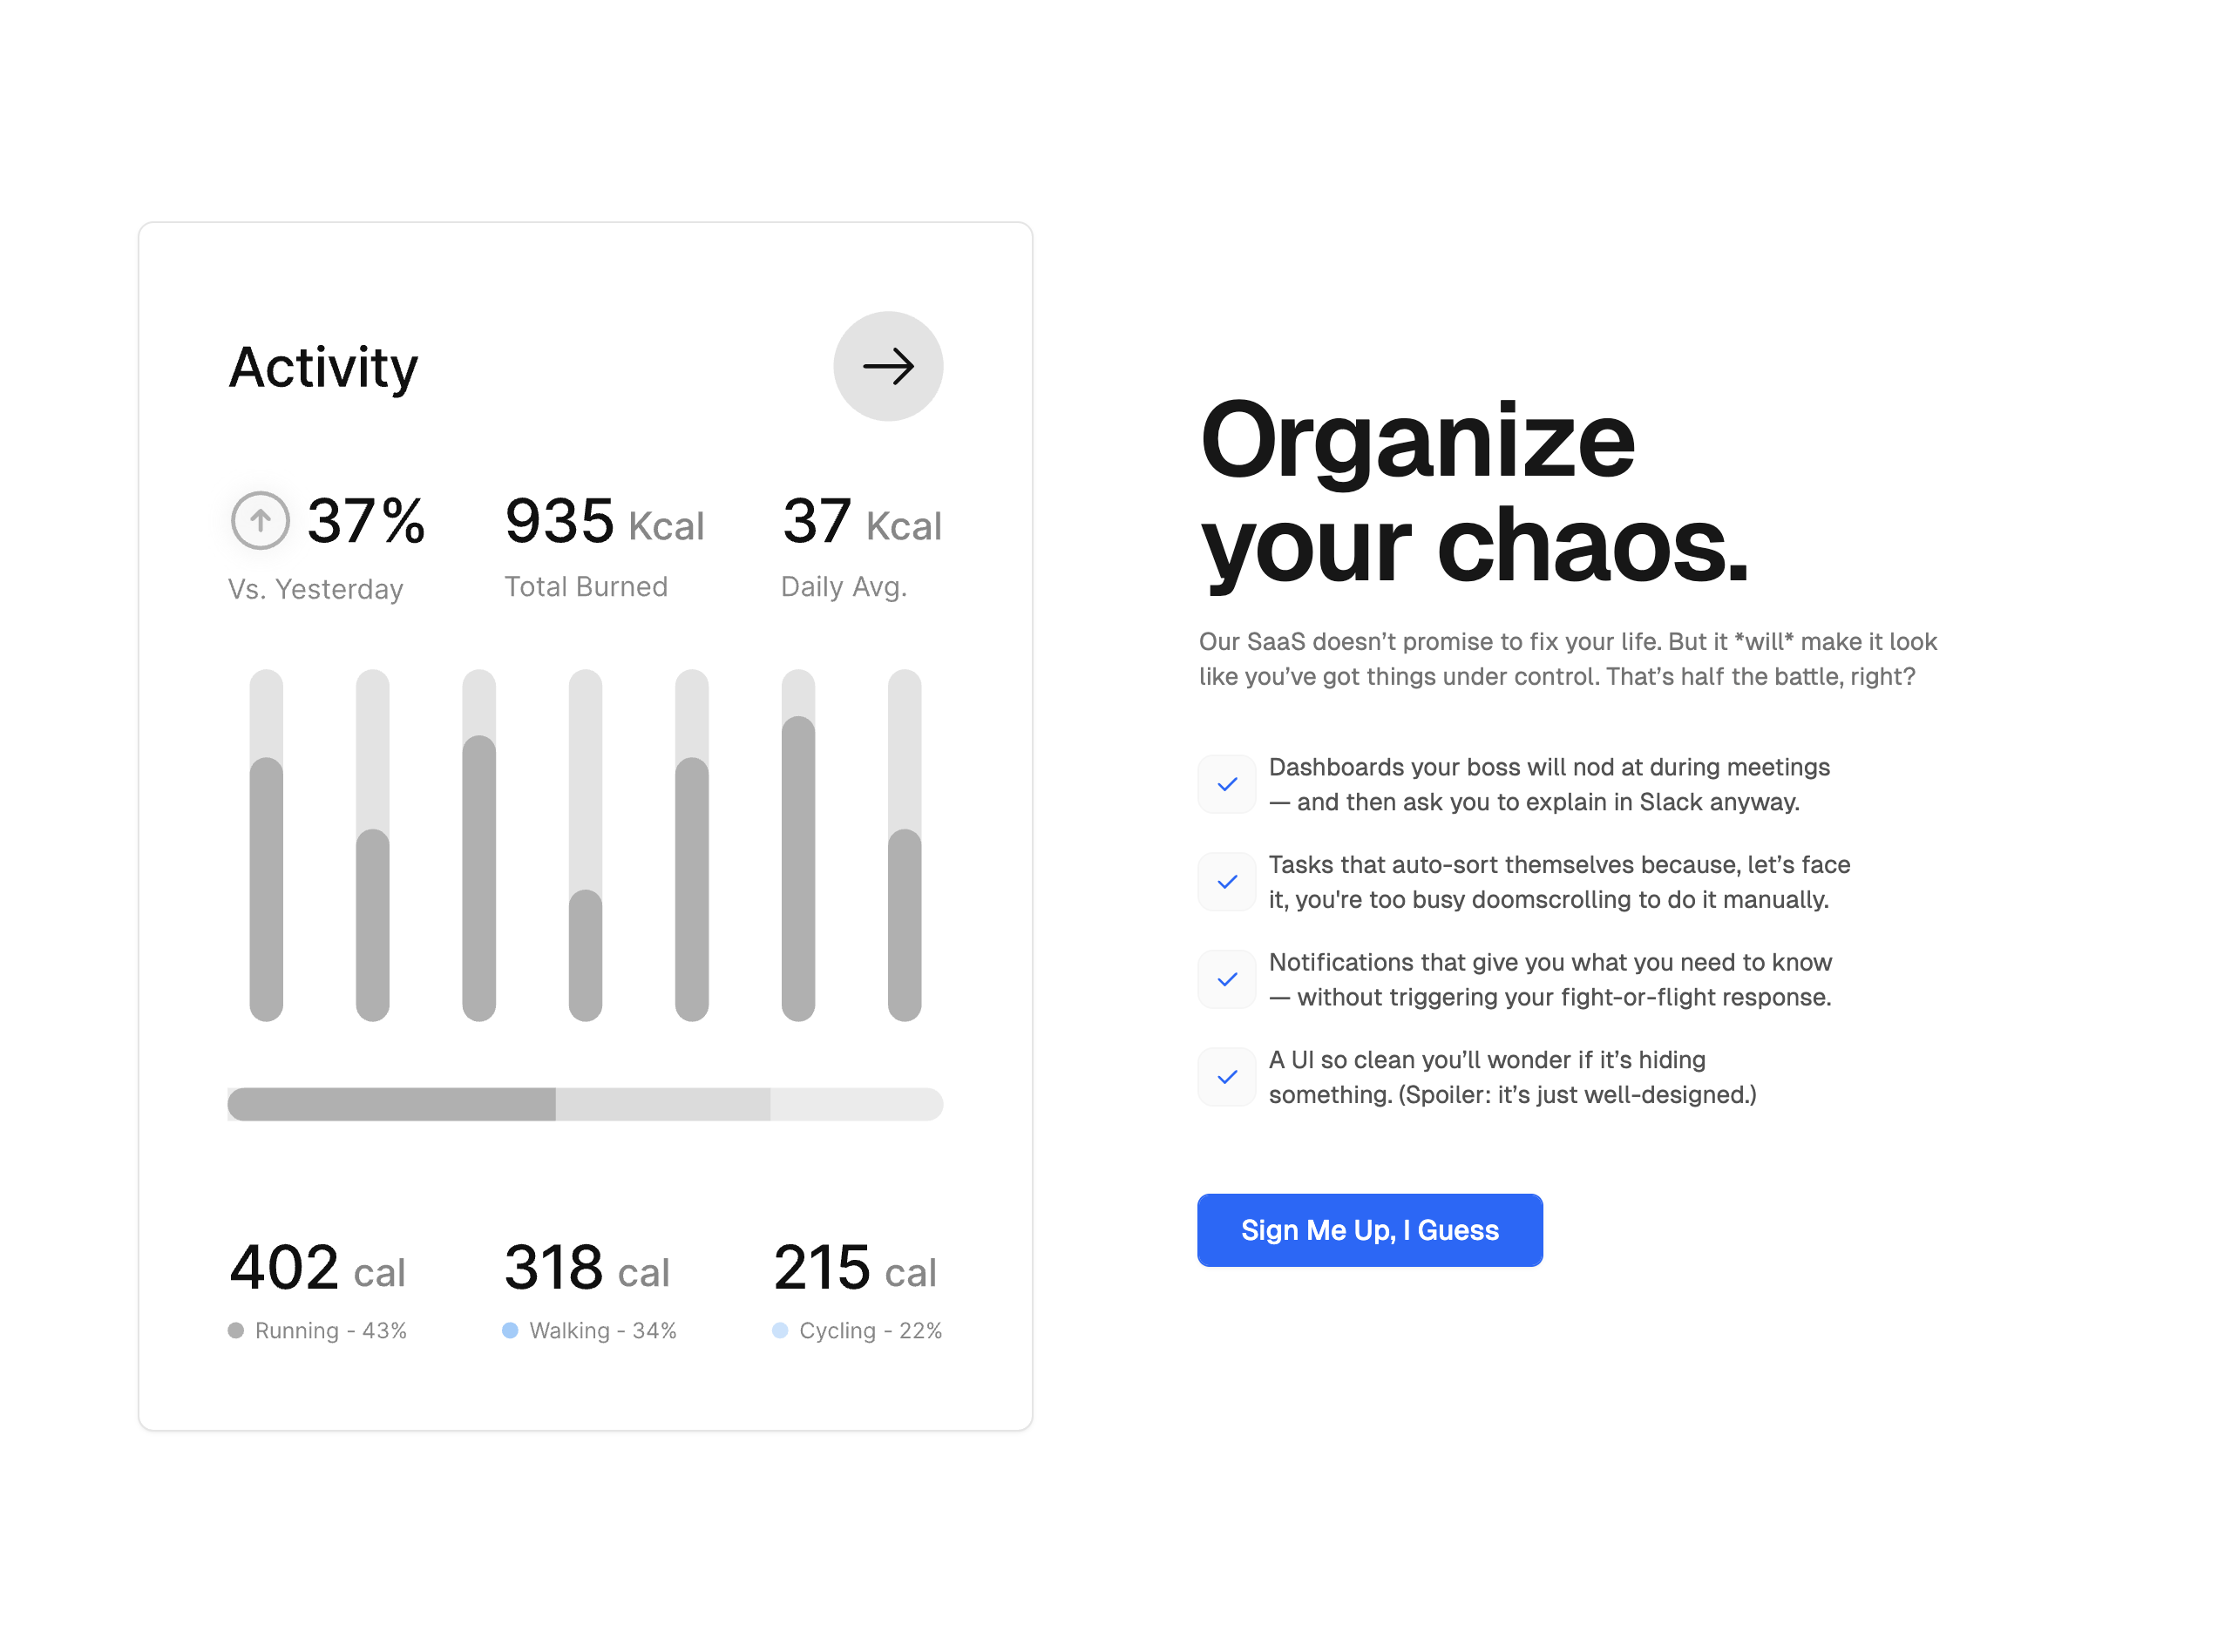 Activity
37%
Vs. Yesterday
935 Kcal
Total Burned
37 Kcal
Daily Avg.
402 cal
Running - 43%
318 cal
Walking - 34%
215 cal
Cycling - 22%
Organize
your chaos.
Our SaaS doesn’t promise to fix your life. But it *will* make it look
like you’ve got things under control. That’s half the battle, right?
Dashboards your boss will nod at during meetings
— and then ask you to explain in Slack anyway.
Tasks that auto-sort themselves because, let’s face
it, you're too busy doomscrolling to do it manually.
Notifications that give you what you need to know
— without triggering your fight-or-flight response.
A UI so clean you’ll wonder if it’s hiding
something. (Spoiler: it’s just well-designed.)
Sign Me Up, I Guess